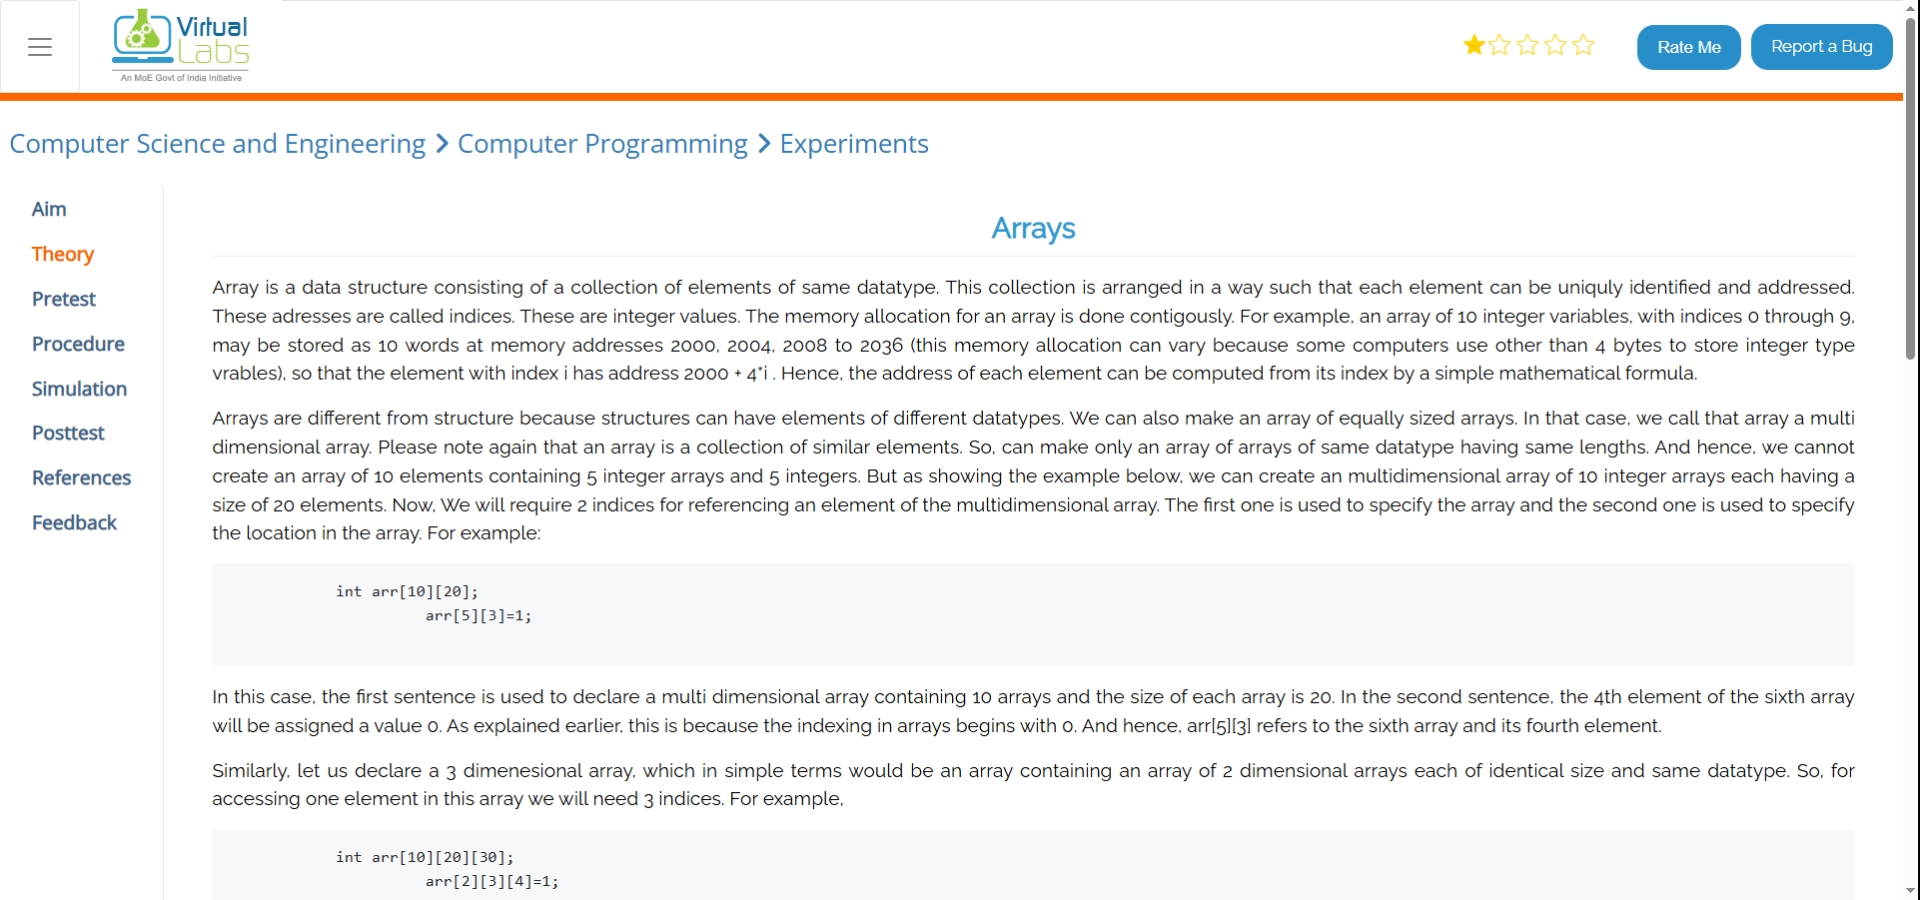 Virtual
Labs
An MoE Govt of India Initiative
Rate Me
Report a Bug
Computer Science and Engineering > Computer Programming > Experiments
Aim
Theory
Pretest
Procedure
Simulation
Posttest
References
Feedback
Arrays
Array is a data structure consisting of a collection of elements of same datatype. This collection is arranged in a way such that each element can be uniquly identified and addressed.
These adresses are called indices. These are integer values. The memory allocation for an array is done contigously. For example, an array of 10 integer variables, with indices 0 through 9,
may be stored as 10 words at memory addresses 2000, 2004, 2008 to 2036 (this memory allocation can vary because some computers use other than 4 bytes to store integer type
vrables), so that the element with index i has address 2000 + 4*i . Hence, the address of each element can be computed from its index by a simple mathematical formula.
Arrays are different from structure because structures can have elements of different datatypes. We can also make an array of equally sized arrays. In that case, we call that array a multi
dimensional array. Please note again that an array is a collection of similar elements. So, can make only an array of arrays of same datatype having same lengths. And hence, we cannot
create an array of 10 elements containing 5 integer arrays and 5 integers. But as showing the example below, we can create an multidimensional array of 10 integer arrays each having a
size of 20 elements. Now, We will require 2 indices for referencing an element of the multidimensional array. The first one is used to specify the array and the second one is used to specify
the location in the array. For example:
int arr[10][20];
arr[5][3]=1;
In this case, the first sentence is used to declare a multi dimensional array containing 10 arrays and the size of each array is 20. In the second sentence, the 4th element of the sixth array
will be assigned a value 0. As explained earlier, this is because the indexing in arrays begins with 0. And hence, arr[5][3] refers to the sixth array and its fourth element.
Similarly, let us declare a 3 dimenesional array, which in simple terms would be an array containing an array of 2 dimensional arrays each of identical size and same datatype. So, for
accessing one element in this array we will need 3 indices. For example,
int arr[10][20][30];
arr[2][3][4]=1;